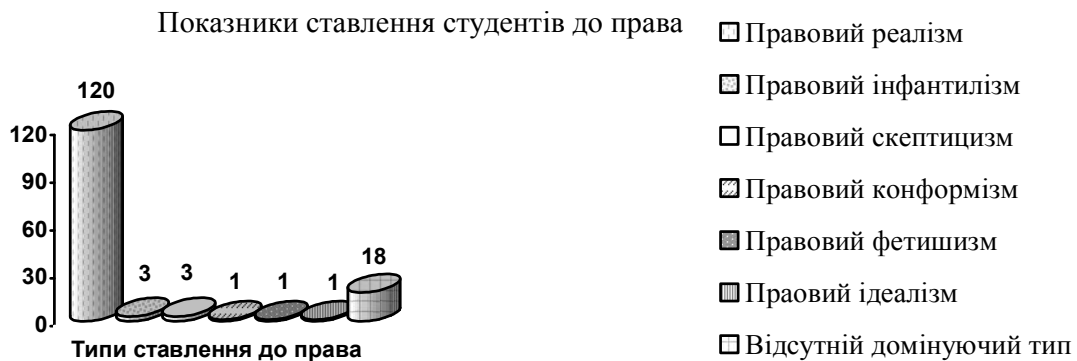 Показники ставлення студентів до права
120
3
3
1
1
1
18
120
90
60
30
0
Типи ставлення до права
Правовий реалізм
Правовий інфантилізм
Правовий скептицизм
Правовий конформізм
Правовий фетишизм
Праовий ідеалізм
Відсутній домінуючий тип